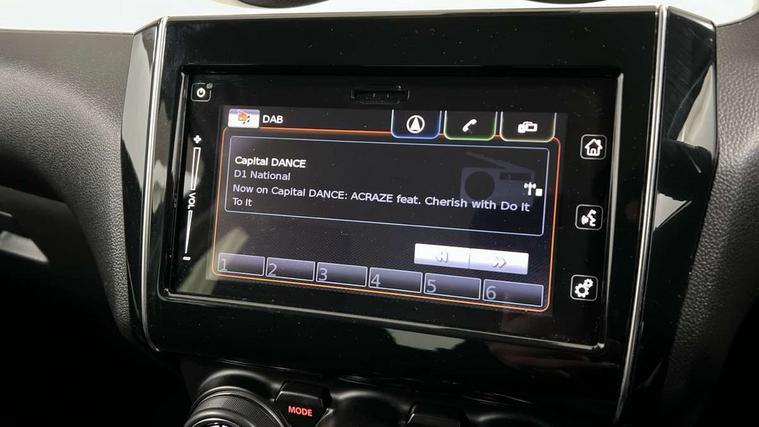 DAB
Capital DANCE
D1 National
Now on Capital DANCE: ACRAZE feat. Cherish with Do It
To It
+
VOL
-
1 2 3 4 5 6
MODE